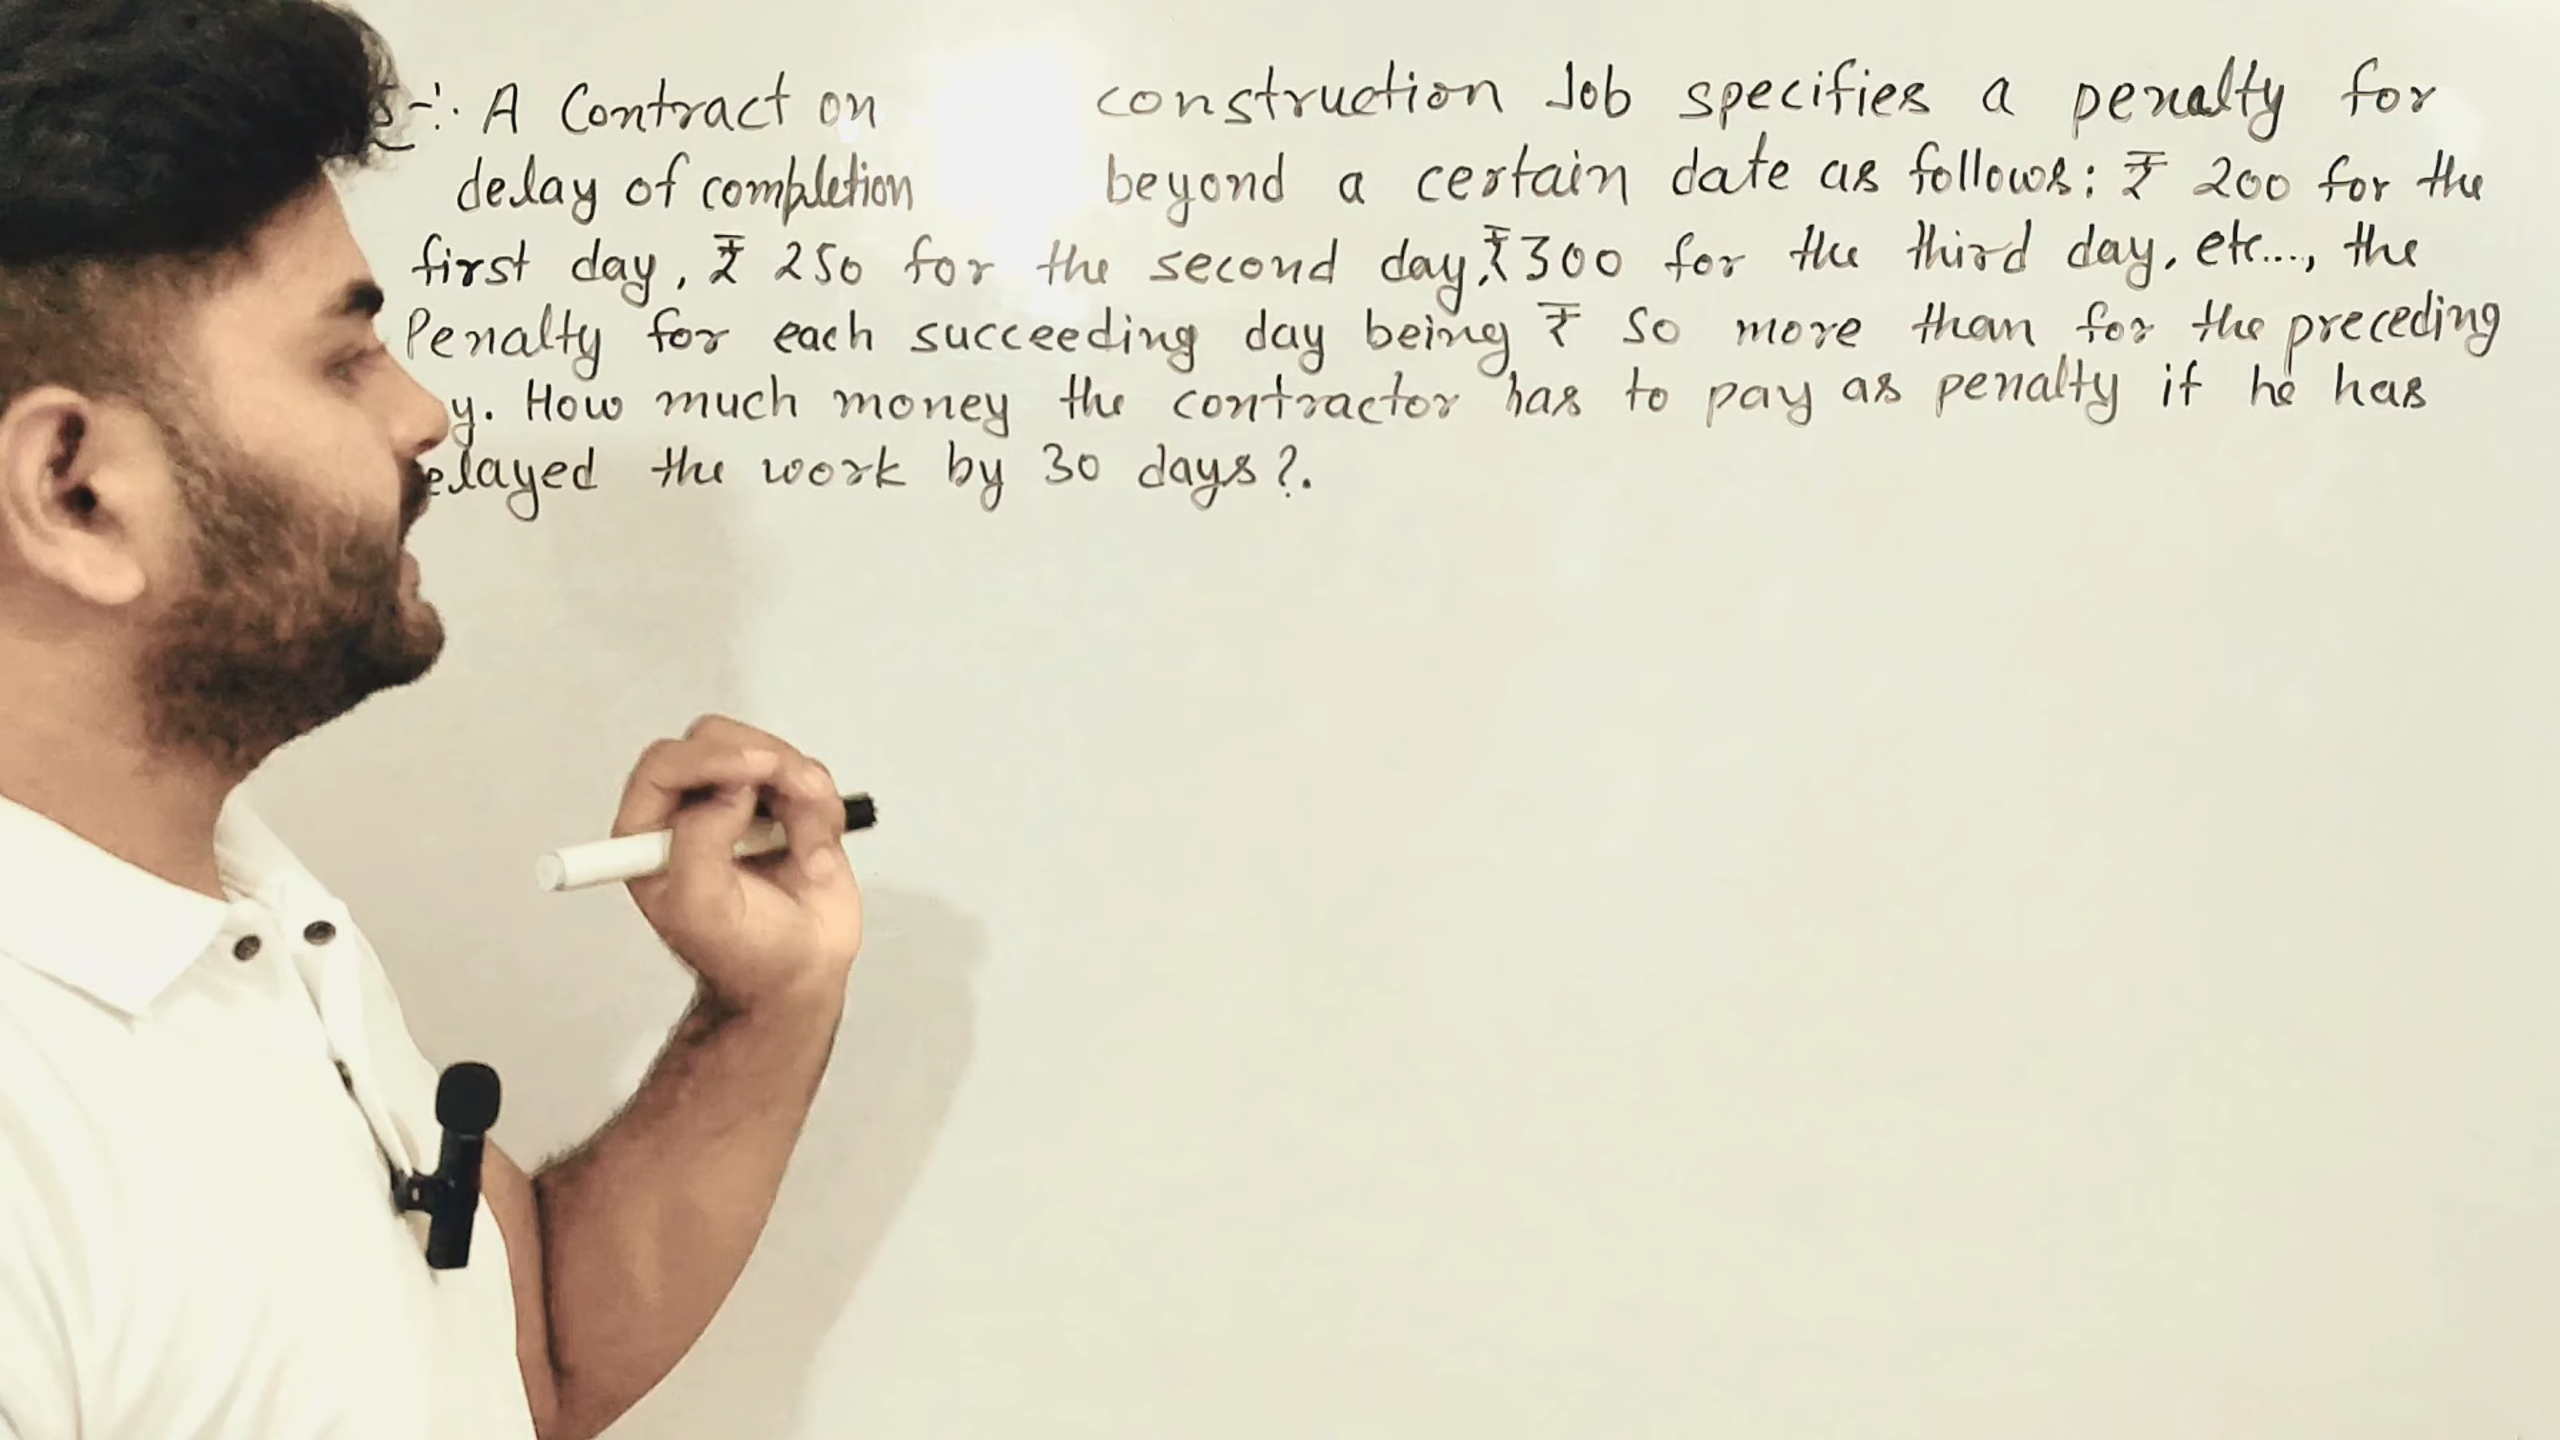 A Contract on construction Job specifies a penalty for
delay of completion beyond a certain date as follows: ₹ 200 for the
first day, ₹ 250 for the second day, ₹300 for the third day, etc..., the
Penalty for each succeeding day being ₹ 50 more than for the preceding
y. How much money the contractor has to pay as penalty if he has
elayed the work by 30 days?.